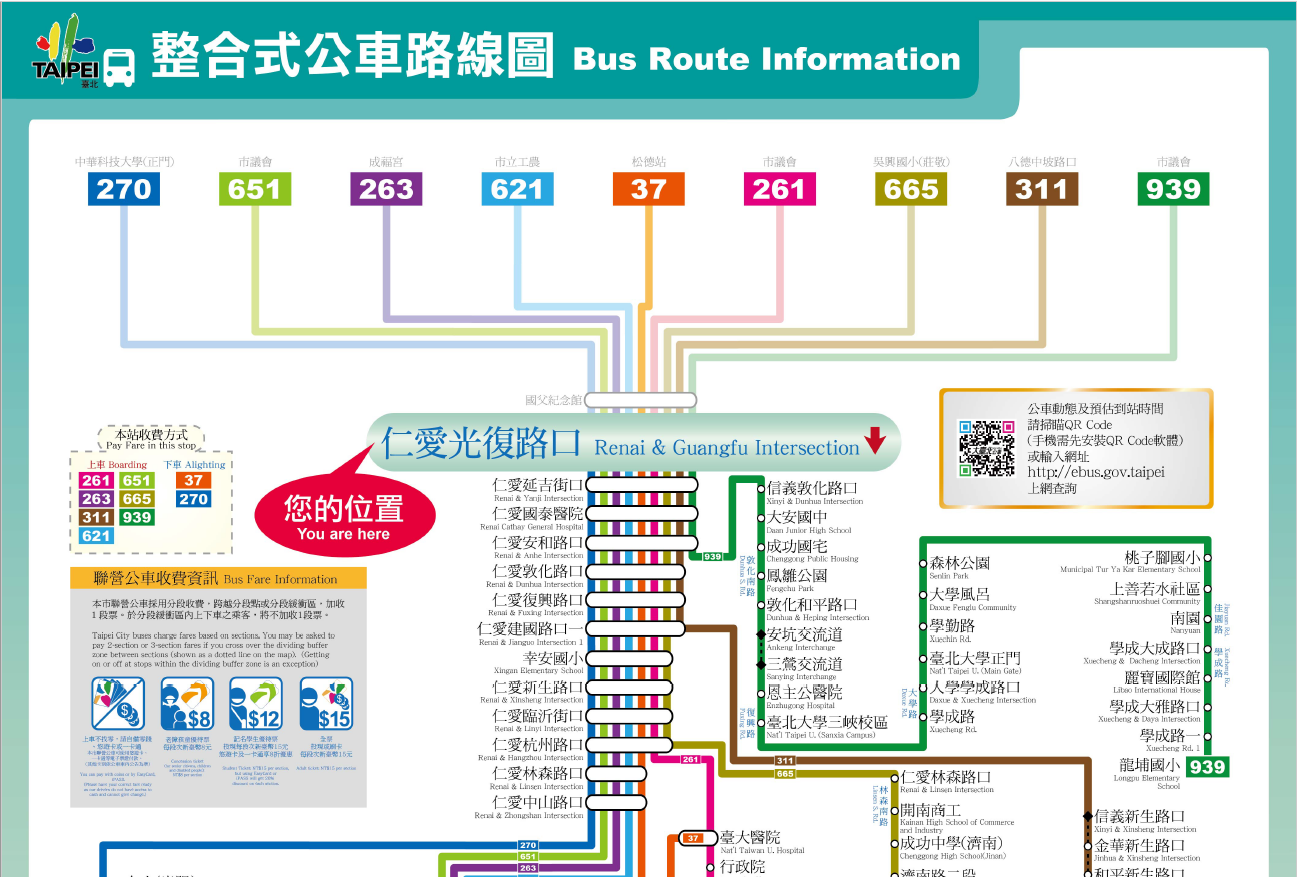 TAIPEI
臺北
整合式公車路線圖 Bus Route Information
中華科技大學(正門)
270
市議會
651
成福宮
263
市立工農
621
松德站
37
市議會
261
吳興國小(莊敬)
665
八德中坡路口
311
市議會
939
國父紀念館
仁愛光復路口 Renai & Guangfu Intersection
您的位置
You are here
公車動態及預估到站時間
請掃瞄QR Code
(手機需先安裝QR Code軟體)
或輸入網址
http://ebus.gov.taipei
上網查詢
本站收費方式
Pay Fare in this stop
上車 Boarding
261 651
263 665
311 939
621
下車 Alighting
37
270
聯營公車收費資訊 Bus Fare Information
本市聯營公車採用分段收費，跨越分段點或分段緩衝區，加收
1段票。於分段緩衝區內上下車之乘客，將不加收1段票。
Taipei City buses charge fares based on sections. You may be asked to
pay 2-section or 3-section fares if you cross over the dividing buffer
zone between sections (shown as a dotted line on the map). (Getting
on or off at stops within the dividing buffer zone is an exception)
$8
$12
$15
仁愛延吉街口
Renai & Yanji Intersection
仁愛國泰醫院
Renai Cathay General Hospital
仁愛安和路口
Renai & Anhe Intersection
仁愛敦化路口
Renai & Dunhua Intersection
仁愛復興路口
Renai & Fuxing Intersection
仁愛建國路口一
Renai & Jianguo Intersection 1
幸安國小
Xingan Elementary School
仁愛新生路口
Renai & Xinsheng Intersection
仁愛臨沂街口
Renai & Linyi Intersection
仁愛杭州路口
Renai & Hangzhou Intersection
仁愛林森路口
Renai & Linsen Intersection
仁愛中山路口
Renai & Zhongshan Intersection
270
651
263
939
敦化南路
Dunhua S. Rd.
復興路
Fuxing Rd.
信義敦化路口
Xinyi & Dunhua Intersection
大安國中
Daan Junior High School
成功國宅
Chenggong Public Housing
鳳雛公園
Fengchu Park
敦化和平路口
Dunhua & Heping Intersection
安坑交流道
Ankeng Interchange
三鶯交流道
Sanying Interchange
恩主公醫院
Enzhugong Hospital
臺北大學三峽校區
Nat'l Taipei U. (Sanxia Campus)
大學路
Daxue Rd.
森林公園
Senlin Park
大學風呂
Daxue Fenglu Community
學勤路
Xuechin Rd.
臺北大學正門
Nat'l Taipei U. (Main Gate)
大學學成路口
Daxue & Xuecheng Intersection
學成路
Xuecheng Rd.
桃子腳國小
Municipal Tur Ya Kar Elementary School
上善若水社區
Shangshanruoshuei Community
南園
Nanyuan
學成大成路口
Xuecheng & Dacheng Intersection
麗寶國際館
Libao International House
學成大雅路口
Xuecheng & Daya Intersection
學成路一
Xuecheng Rd. 1
龍埔國小 939
Longpu Elementary
School
佳園路
Jiayuan Rd.
學成路
Xuecheng Rd.
261
311
665
37
臺大醫院
Nat'l Taiwan U. Hospital
行政院
林森南路
Linsen S. Rd.
仁愛林森路口
Renai & Linsen Intersection
開南商工
Kainan High School of Commerce
and Industry
成功中學(濟南)
Chenggong High School(Jinan)
濟南路二段
信義新生路口
Xinyi & Xinsheng Intersection
金華新生路口
Jinhua & Xinsheng Intersection
和平新生路口